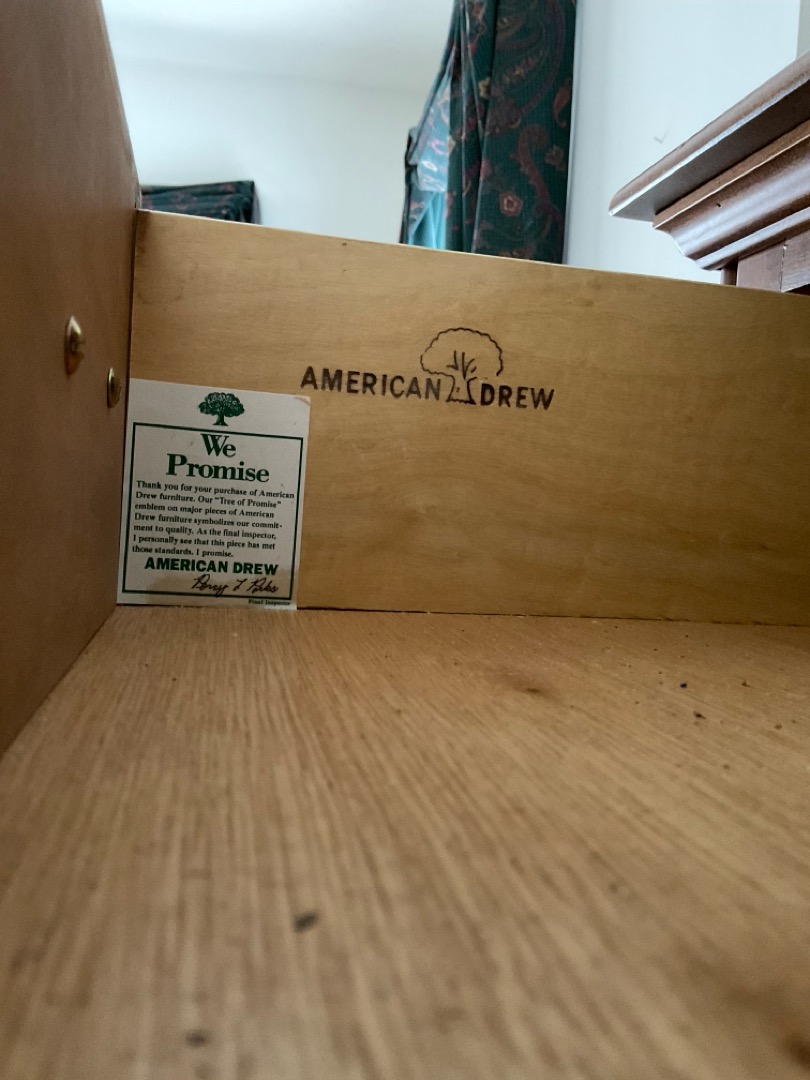 AMERICAN DREW
We
Promise
Thank you for your purchase of American
Drew furniture. Our "Tree of Promise"
emblem on major pieces of American
Drew furniture symbolizes our commit-
ment to quality. As the final inspector,
I personally see that this piece has met
those standards. I promise.
AMERICAN DREW
Final Inspector